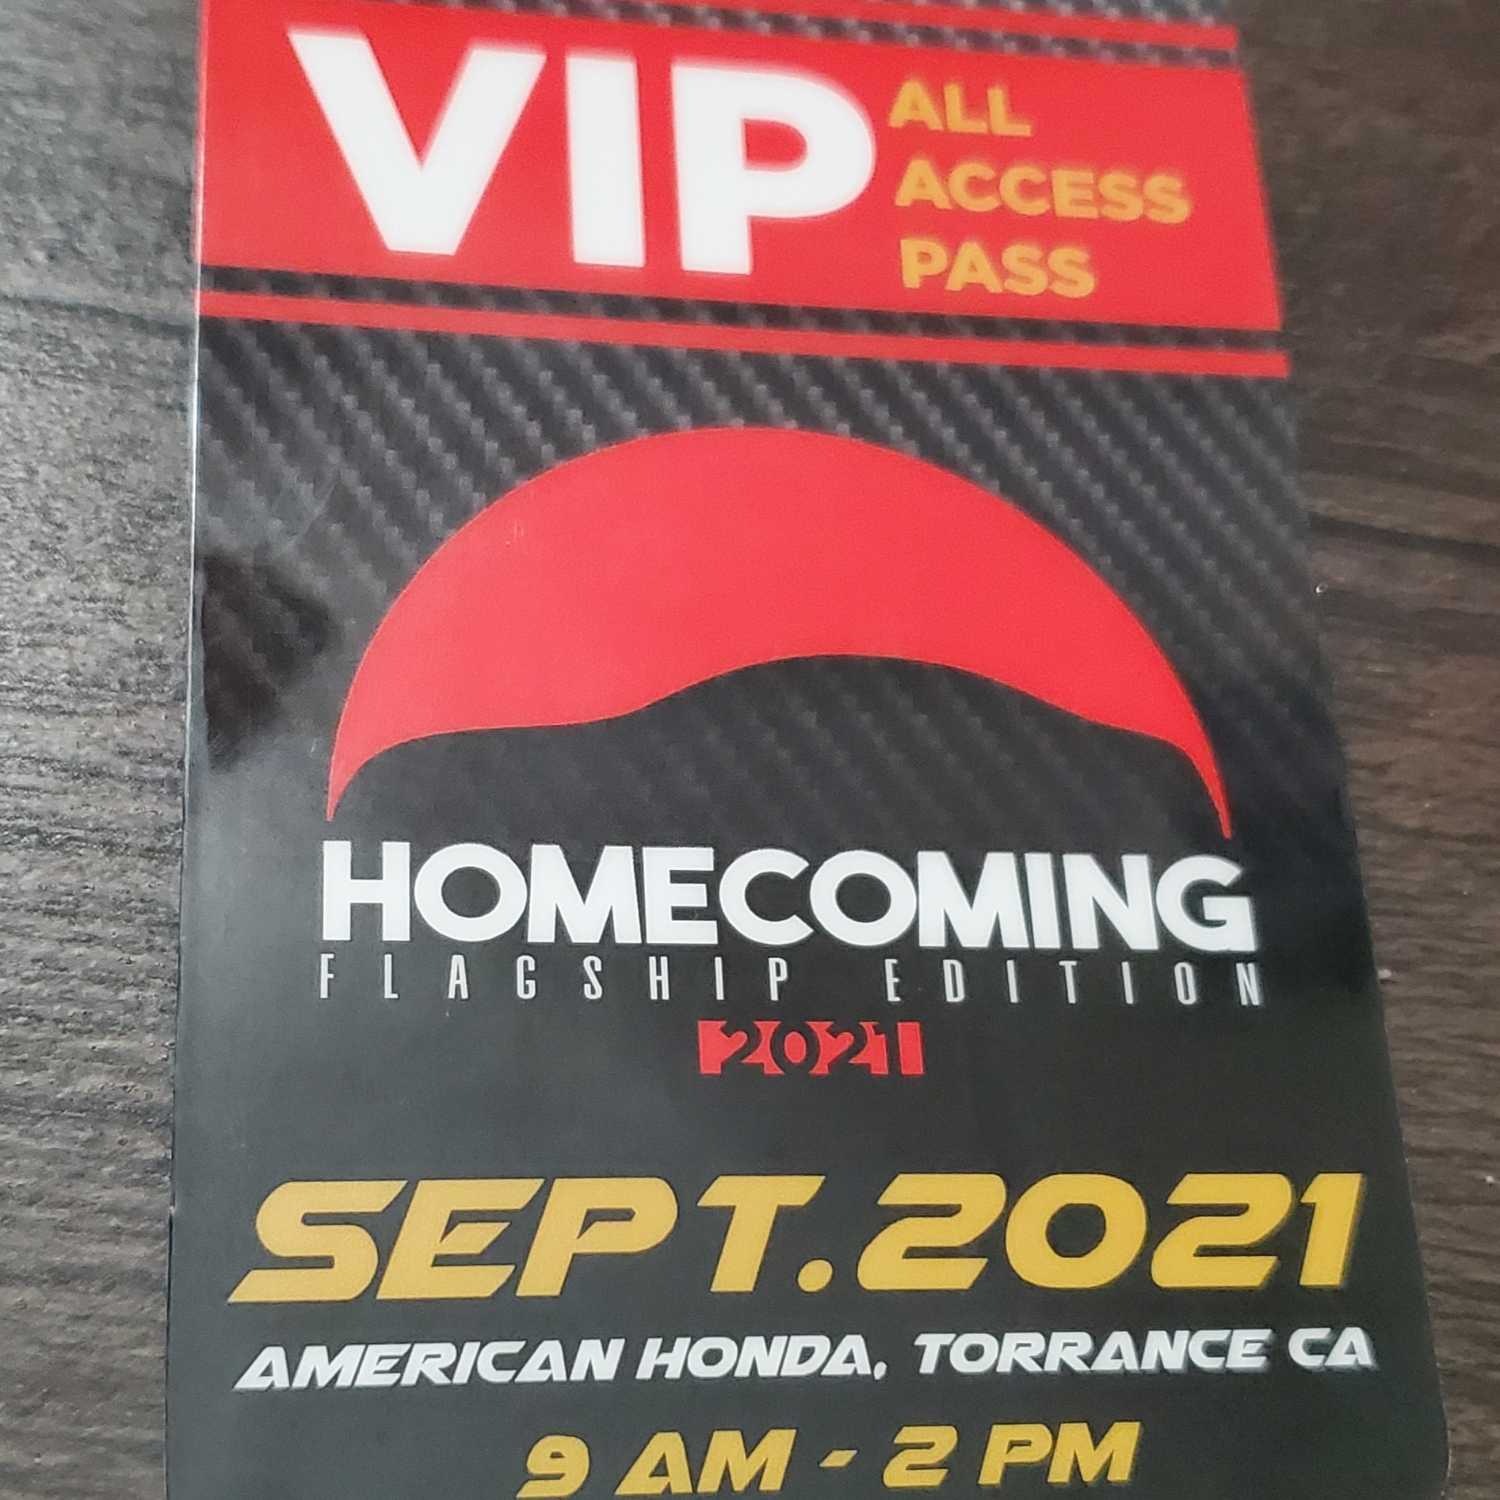 VIP
ALL
ACCESS
PASS
HOMECOMING
FLAGSHIP EDITION
2021
SEPT.2021
AMERICAN HONDA, TORRANCE CA
9 AM - 2 PM